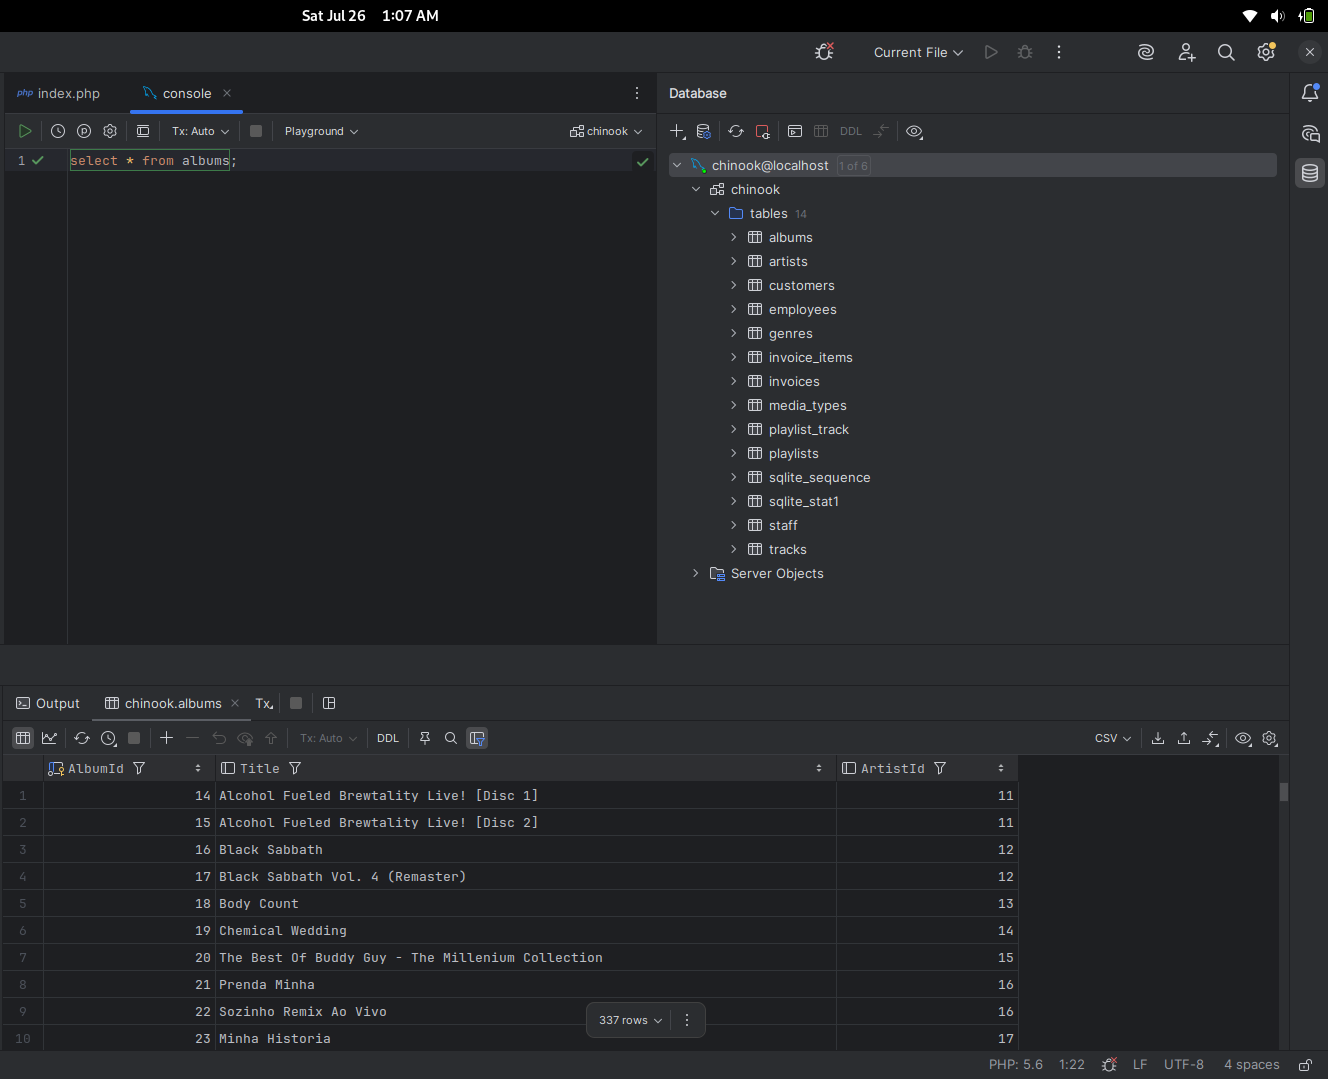 Sat Jul 26 1:07 AM
Current File
php index.php console
Database
Tx: Auto Playground chinook
DDL
1 select * from albums;
chinook@localhost 1 of 6
chinook
tables 14
albums
artists
customers
employees
genres
invoice_items
invoices
media_types
playlist_track
playlists
sqlite_sequence
sqlite_stat1
staff
tracks
Server Objects
Output chinook.albums Tx
Tx: Auto DDL CSV
AlbumId Title ArtistId
1 14 Alcohol Fueled Brewtality Live! [Disc 1] 11
2 15 Alcohol Fueled Brewtality Live! [Disc 2] 11
3 16 Black Sabbath 12
4 17 Black Sabbath Vol. 4 (Remaster) 12
5 18 Body Count 13
6 19 Chemical Wedding 14
7 20 The Best Of Buddy Guy - The Millenium Collection 15
8 21 Prenda Minha 16
9 22 Sozinho Remix Ao Vivo 16
10 23 Minha Historia 17
337 rows
PHP: 5.6 1:22 LF UTF-8 4 spaces